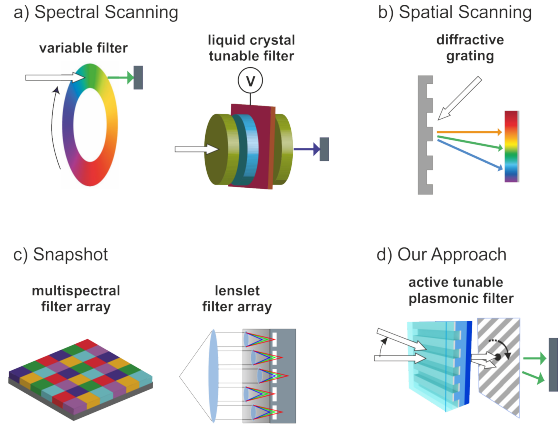 a) Spectral Scanning
variable filter
liquid crystal
tunable filter
V
b) Spatial Scanning
diffractive
grating
c) Snapshot
multispectral
filter array
lenslet
filter array
d) Our Approach
active tunable
plasmonic filter